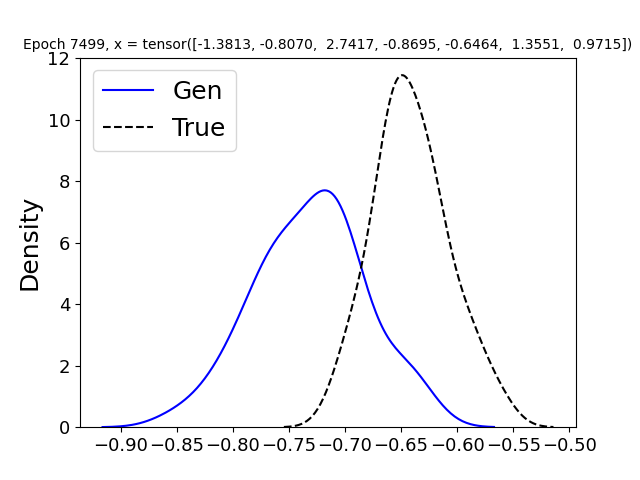 Epoch 7499, x = tensor([-1.3813, -0.8070,  2.7417, -0.8695, -0.6464,  1.3551,  0.9715])
Gen
True
Density
12
10
8
6
4
2
0
−0.90 −0.85 −0.80 −0.75 −0.70 −0.65 −0.60 −0.55 −0.50